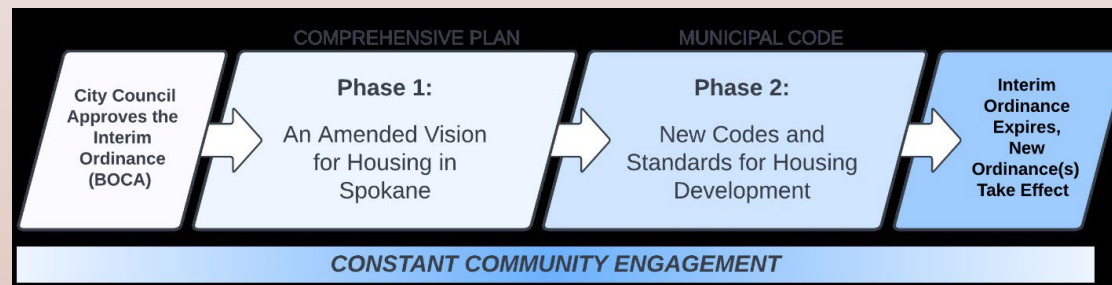 COMPREHENSIVE PLAN
MUNICIPAL CODE
City Council
Approves the
Interim
Ordinance
(BOCA)
Phase 1:
An Amended Vision
for Housing in
Spokane
Phase 2:
New Codes and
Standards for Housing
Development
Interim
Ordinance
Expires,
New
Ordinance(s)
Take Effect
CONSTANT COMMUNITY ENGAGEMENT